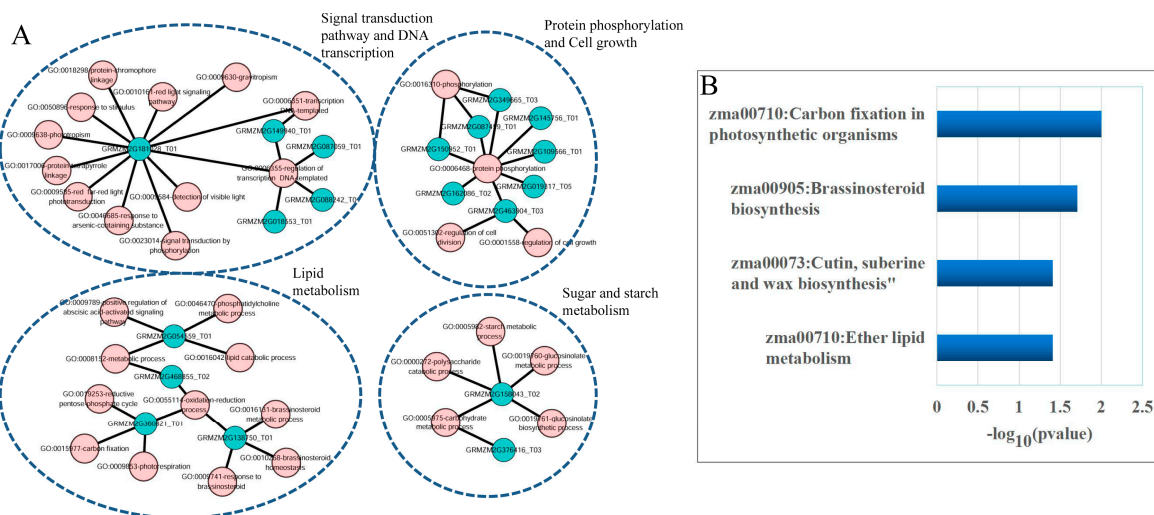 A
Signal transduction
pathway and DNA
transcription
GO:0018298-protein-chromophore
linkage
GO:0010161-red light signaling
pathway
GO:0009630-gravitropism
GO:0050896-response to stimulus
GO:0006351-transcription
DNA-templated
GO:0009638-phototropism
GRMZM2G149940_T01
GRMZM2G087059_T01
GO:0017006-protein-tetrapyrrole
linkage
regulation of
transcription DNA-templated
GO:0009585-red far-red light
phototransduction
GO:0009584-detection of visible light
GO:0046685-response to
arsenic-containing substance
GRMZM2G018553_T01
GO:0023014-signal transduction by
phosphorylation
Protein phosphorylation
and Cell growth
GO:0016310-phosphorylation
GRMZM2G349665_T03
GRMZM2G145756_T01
GRMZM2G150952_T01
GRMZM2G109566_T01
GO:0006468-protein phosphorylation
GRMZM2G162086_T02
GRMZM2G019317_T05
GRMZM2G463904_T03
GO:0051302-regulation of cell
division
GO:0001558-regulation of cell growth
Lipid
metabolism
GO:0009789-positive regulation of
abscisic acid-activated signaling
pathway
GO:0046470-phosphatidylcholine
metabolic process
GRMZM2G054559_T01
GO:0008152-metabolic process
GO:0016042-lipid catabolic process
GRMZM2G468855_T02
GO:0019253-reductive
pentose-phosphate cycle
GO:0055114-oxidation-reduction
process
GO:0016131-brassinosteroid
metabolic process
GRMZM2G360821_T01
GRMZM2G138750_T01
GO:0015977-carbon fixation
GO:0009853-photorespiration
GO:0010268-brassinosteroid
homeostasis
GO:0009741-response to
brassinosteroid
Sugar and starch
metabolism
GO:0005982-starch metabolic
process
GO:0000272-polysaccharide
catabolic process
GO:0019760-glucosinolate
metabolic process
GRMZM2G158043_T02
GO:0005975-carbohydrate
metabolic process
GO:0019761-glucosinolate
biosynthetic process
GRMZM2G376416_T03
B
zma00710:Carbon fixation in
photosynthetic organisms
zma00905:Brassinosteroid
biosynthesis
zma00073:Cutin, suberine
and wax biosynthesis"
zma00710:Ether lipid
metabolism
0 0.5 1 1.5 2 2.5
-log10(pvalue)